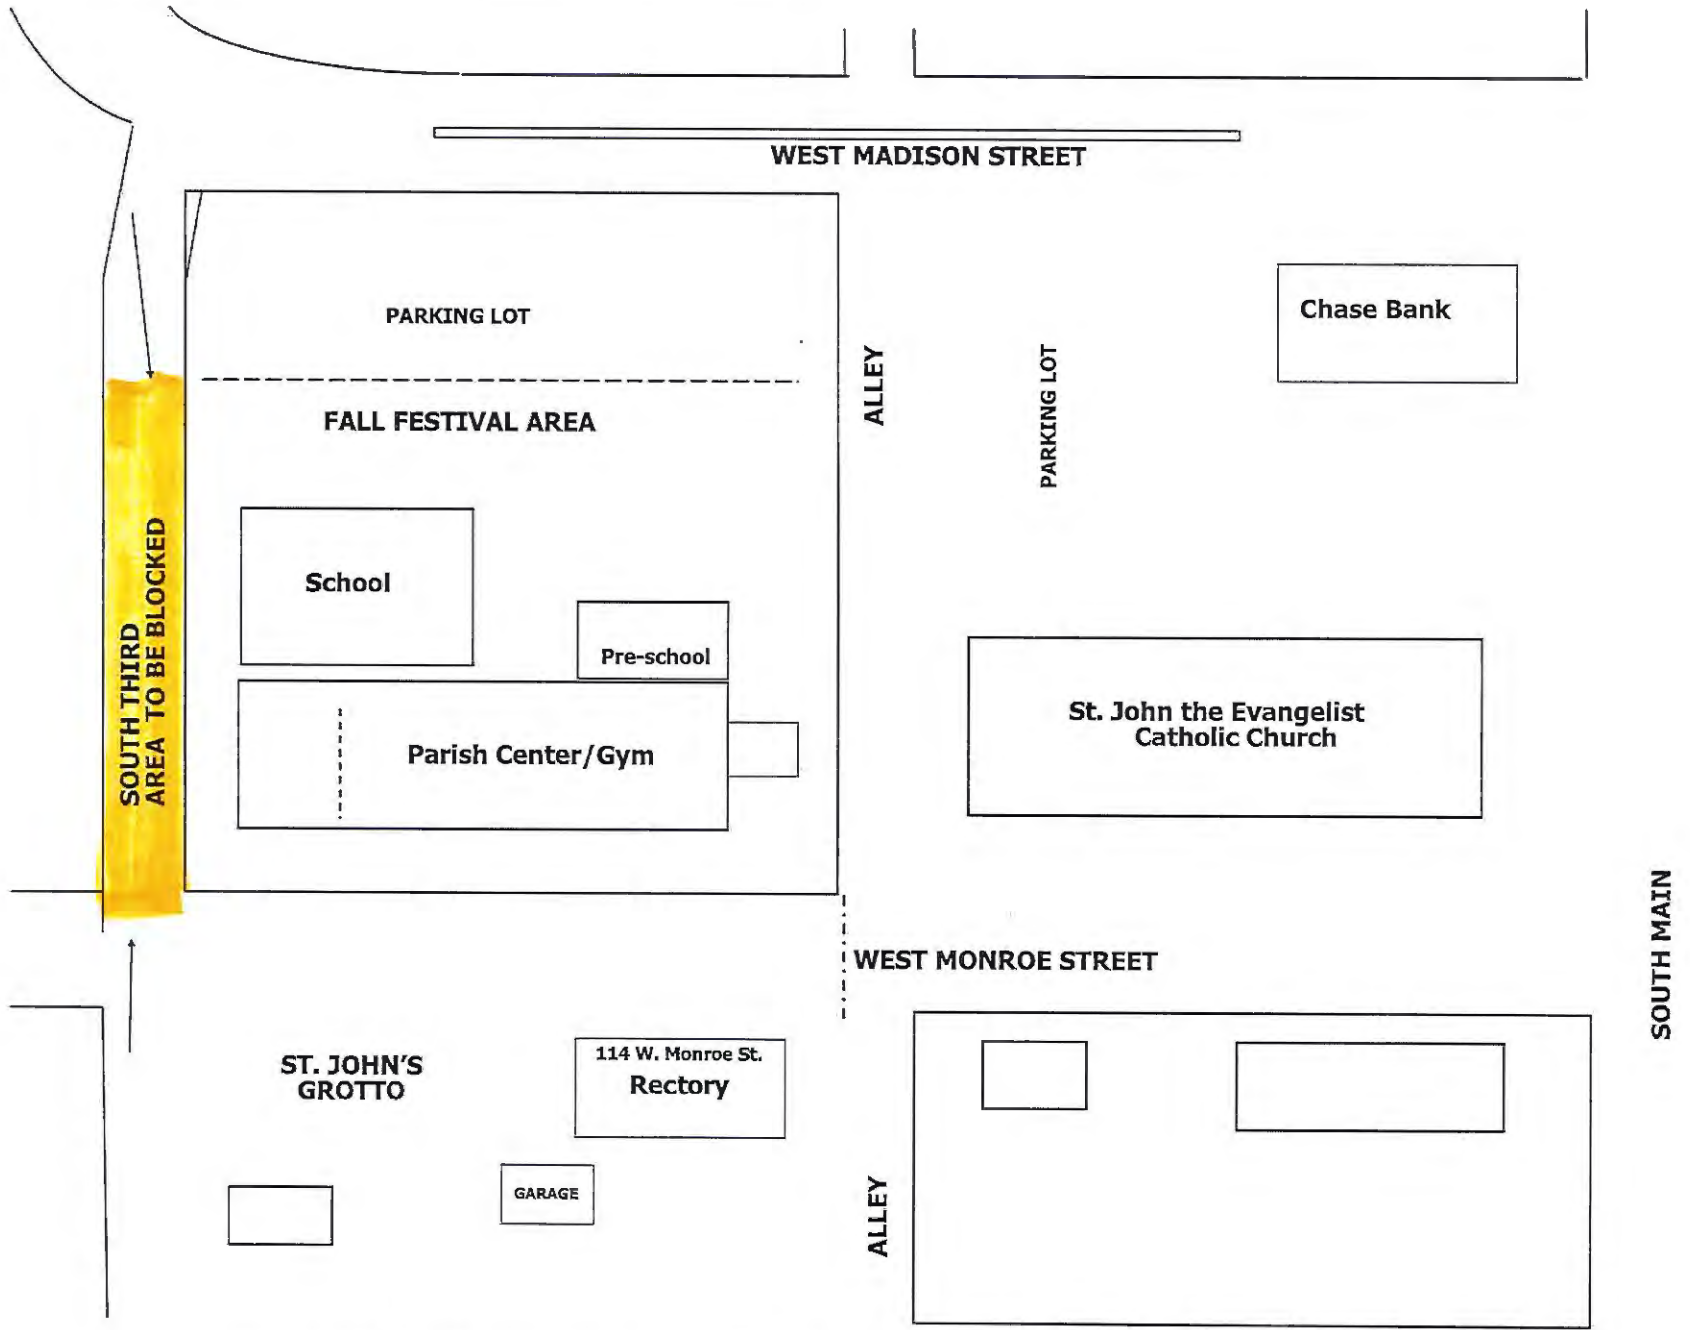 WEST MADISON STREET
PARKING LOT
Chase Bank
ALLEY
PARKING LOT
FALL FESTIVAL AREA
SOUTH THIRD
AREA TO BE BLOCKED
School
Pre-school
Parish Center/Gym
St. John the Evangelist
Catholic Church
SOUTH MAIN
WEST MONROE STREET
ST. JOHN'S
GROTTO
114 W. Monroe St.
Rectory
GARAGE
ALLEY